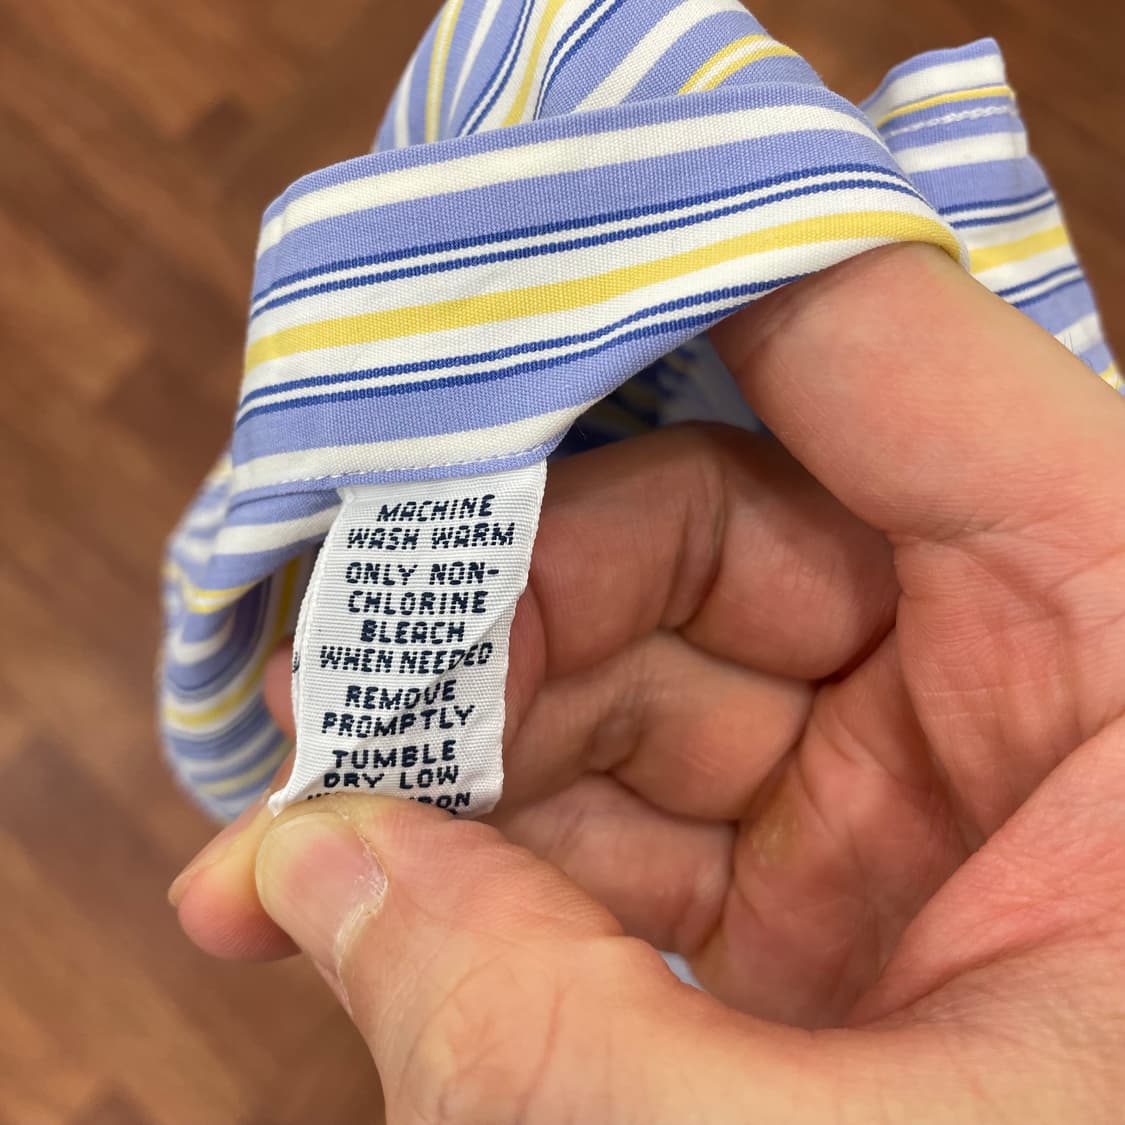 MACHINE
WASH WARM
ONLY NON-
CHLORINE
BLEACH
WHEN NEEDED
REMOVE
PROMPTLY
TUMBLE
DRY LOW